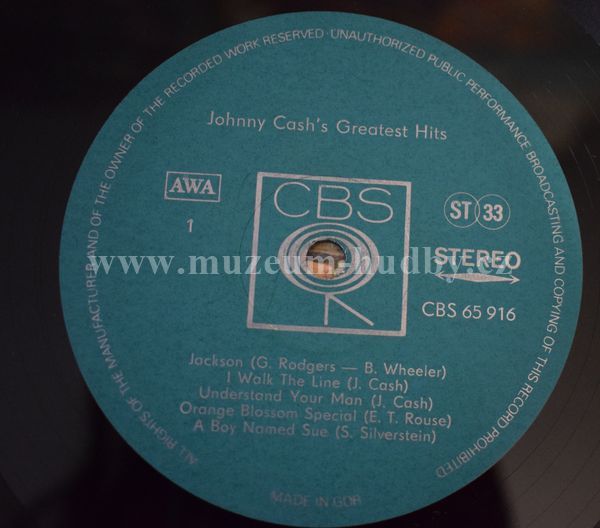 ALL RIGHTS OF THE MANUFACTURER AND OF THE OWNER OF THE RECORDED WORK RESERVED · UNAUTHORIZED PUBLIC PERFORMANCE BROADCASTING AND COPYING OF THIS RECORD PROHIBITED
Johnny Cash's Greatest Hits
AWA
1
CBS
ST 33
STEREO
www.muzeum-hudby.cz
CBS 65 916
Jackson (G. Rodgers — B. Wheeler)
I Walk The Line (J. Cash)
Understand Your Man (J. Cash)
Orange Blossom Special (E. T. Rouse)
A Boy Named Sue (S. Silverstein)
MADE IN GDR